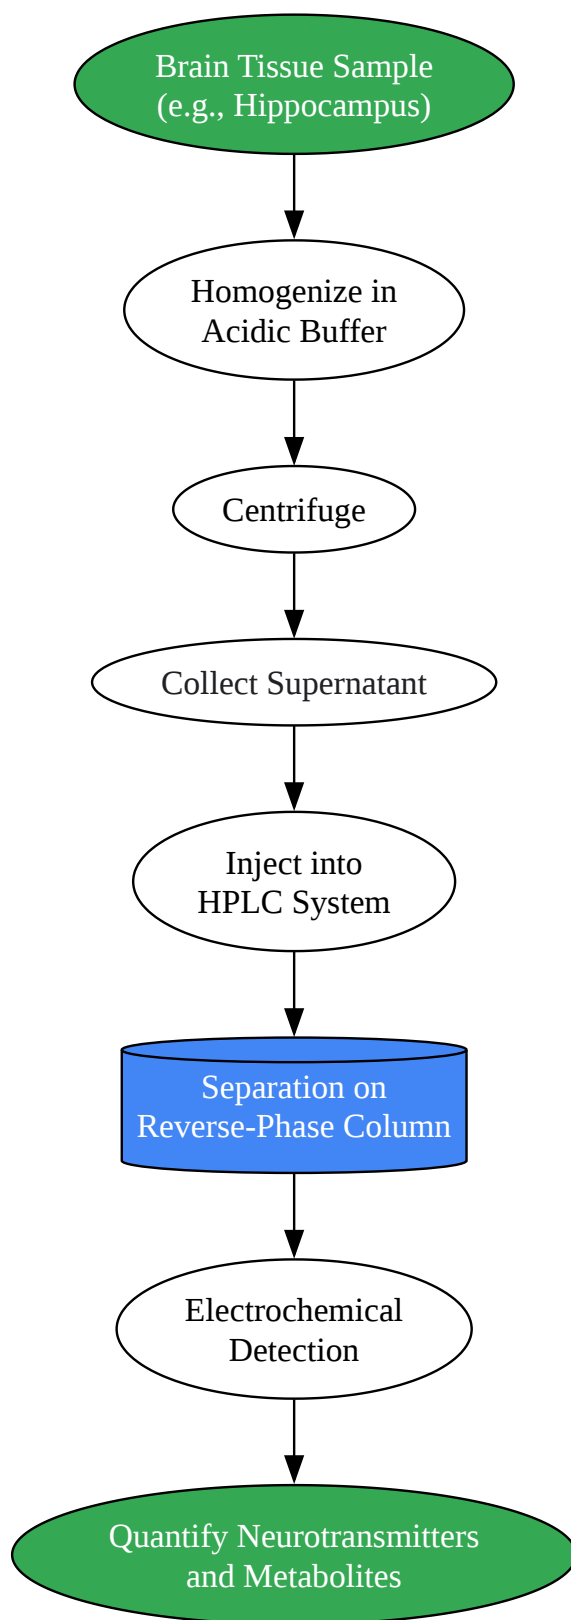 Brain Tissue Sample
(e.g., Hippocampus)
Homogenize in
Acidic Buffer
Centrifuge
Collect Supernatant
Inject into
HPLC System
Separation on
Reverse-Phase Column
Electrochemical
Detection
Quantify Neurotransmitters
and Metabolites